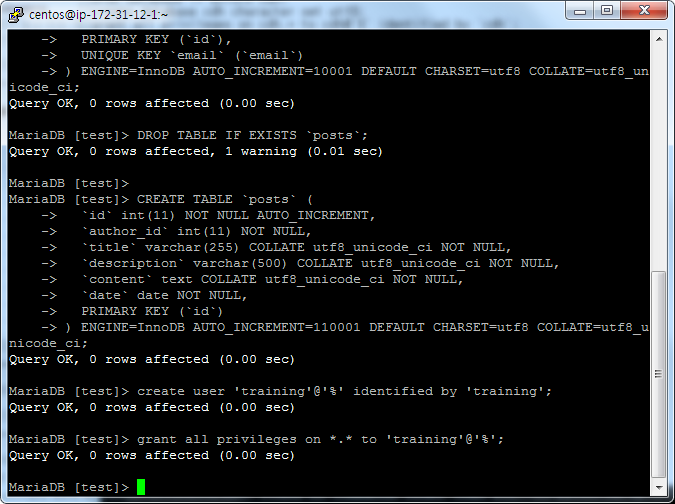 centos@ip-172-31-12-1:~
->   PRIMARY KEY (`id`),
->   UNIQUE KEY `email` (`email`)
-> ) ENGINE=InnoDB AUTO_INCREMENT=10001 DEFAULT CHARSET=utf8 COLLATE=utf8_un
icode_ci;
Query OK, 0 rows affected (0.00 sec)
MariaDB [test]> DROP TABLE IF EXISTS `posts`;
Query OK, 0 rows affected, 1 warning (0.01 sec)
MariaDB [test]>
MariaDB [test]> CREATE TABLE `posts` (
->   `id` int(11) NOT NULL AUTO_INCREMENT,
->   `author_id` int(11) NOT NULL,
->   `title` varchar(255) COLLATE utf8_unicode_ci NOT NULL,
->   `description` varchar(500) COLLATE utf8_unicode_ci NOT NULL,
->   `content` text COLLATE utf8_unicode_ci NOT NULL,
->   `date` date NOT NULL,
->   PRIMARY KEY (`id`)
-> ) ENGINE=InnoDB AUTO_INCREMENT=110001 DEFAULT CHARSET=utf8 COLLATE=utf8_u
nicode_ci;
Query OK, 0 rows affected (0.00 sec)
MariaDB [test]> create user 'training'@'%' identified by 'training';
Query OK, 0 rows affected (0.00 sec)
MariaDB [test]> grant all privileges on *.* to 'training'@'%';
Query OK, 0 rows affected (0.00 sec)
MariaDB [test]>